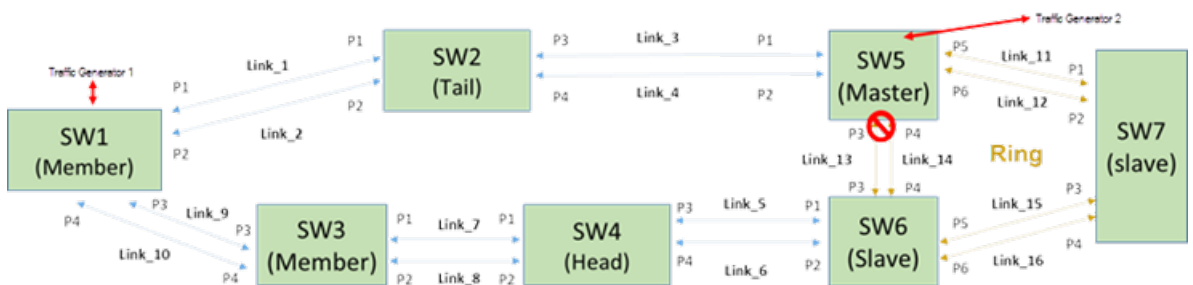 Traffic Generator 2
Traffic Generator 1
P1
Link_1
P1
P2
Link_2
P2
SW1
(Member)
SW2
(Tail)
P3
Link_3
P1
P4
Link_4
P2
SW5
(Master)
P5
Link_11
P1
P6
Link_12
P2
SW7
(slave)
P3
P4
Link_13
Link_14
P3
P4
Ring
P3
P4
Link_9
Link_10
P3
P4
SW3
(Member)
P1
Link_7
P1
P2
Link_8
P2
SW4
(Head)
P3
Link_5
P1
P4
Link_6
P2
SW6
(Slave)
P5
Link_15
P3
P6
Link_16
P4